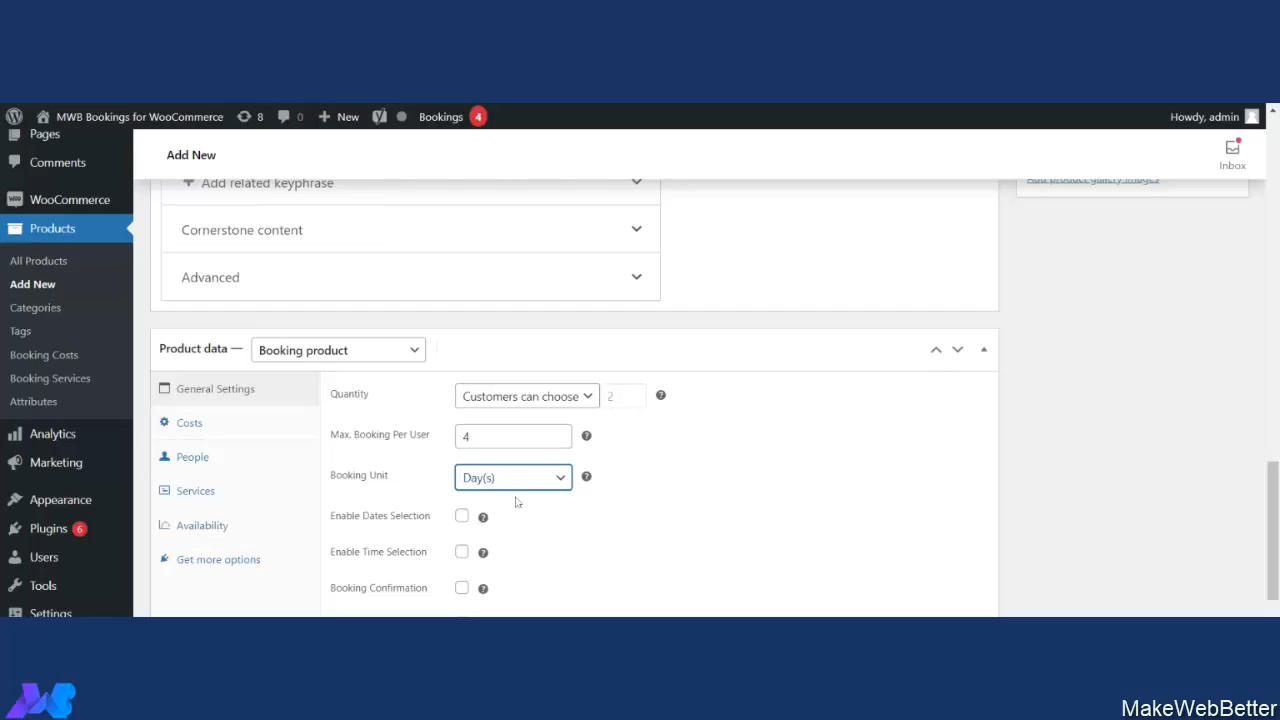 MWB Bookings for WooCommerce 8 0 New Bookings 4 Howdy, admin
Pages
Comments
WooCommerce
Products
All Products
Add New
Categories
Tags
Booking Costs
Booking Services
Attributes
Analytics
Marketing
Appearance
Plugins 6
Users
Tools
Settings
Add New
Inbox
Add related keyphrase
Add product gallery images
Cornerstone content
Advanced
Product data — Booking product
General Settings
Costs
People
Services
Availability
Get more options
Quantity Customers can choose 2
Max. Booking Per User 4
Booking Unit Day(s)
Enable Dates Selection
Enable Time Selection
Booking Confirmation
MakeWebBetter